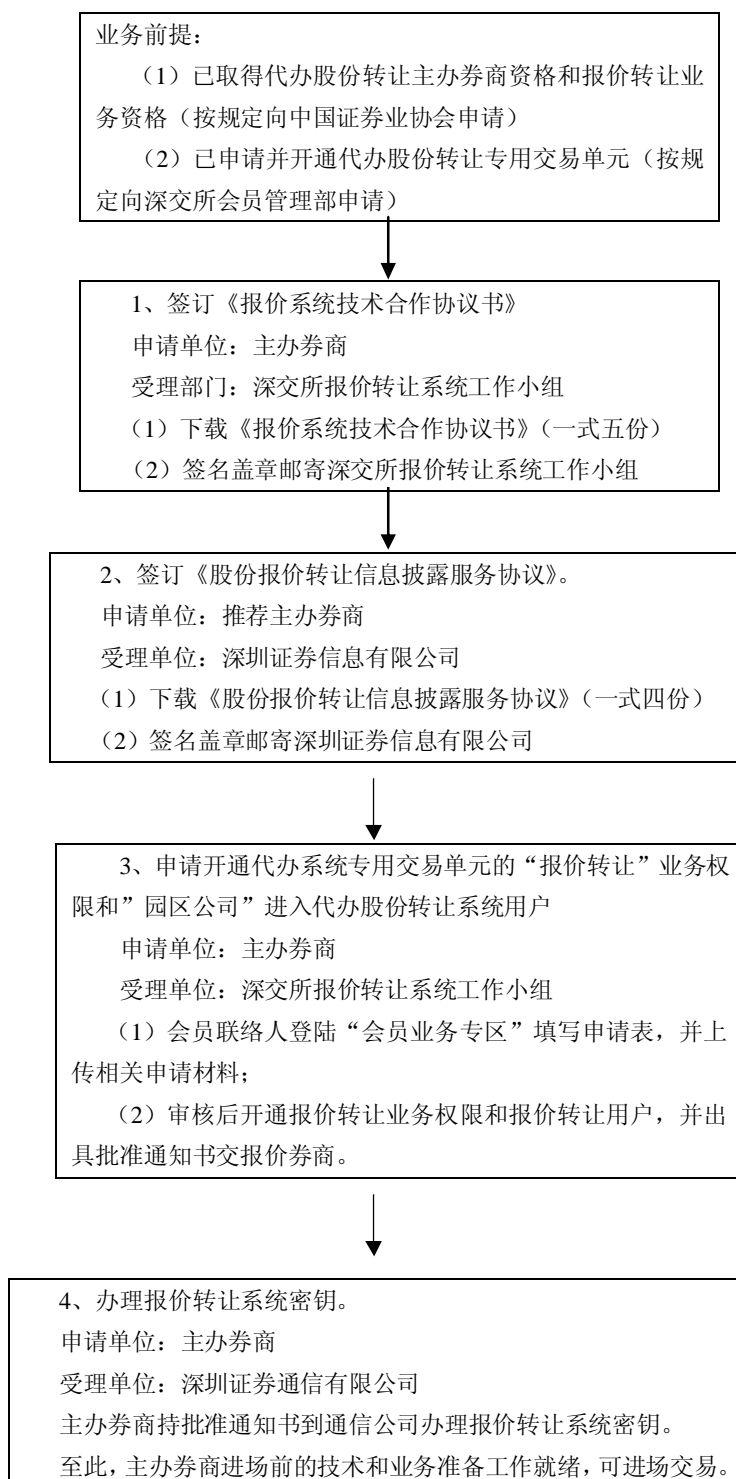 业务前提：
（1）已取得代办股份转让主办券商资格和报价转让业
务资格（按规定向中国证券业协会申请）
（2）已申请并开通代办股份转让专用交易单元（按规
定向深交所会员管理部申请）
1、签订《报价系统技术合作协议书》
申请单位：主办券商
受理部门：深交所报价转让系统工作小组
（1）下载《报价系统技术合作协议书》（一式五份）
（2）签名盖章邮寄深交所报价转让系统工作小组
2、签订《股份报价转让信息披露服务协议》。
申请单位：推荐主办券商
受理单位：深圳证券信息有限公司
（1）下载《股份报价转让信息披露服务协议》（一式四份）
（2）签名盖章邮寄深圳证券信息有限公司
3、申请开通代办系统专用交易单元的“报价转让”业务权
限和”园区公司”进入代办股份转让系统用户
申请单位：主办券商
受理单位：深交所报价转让系统工作小组
（1）会员联络人登陆“会员业务专区”填写申请表，并上
传相关申请材料；
（2）审核后开通报价转让业务权限和报价转让用户，并出
具批准通知书交报价券商。
4、办理报价转让系统密钥。
申请单位：主办券商
受理单位：深圳证券通信有限公司
主办券商持批准通知书到通信公司办理报价转让系统密钥。
至此，主办券商进场前的技术和业务准备工作就绪，可进场交易。